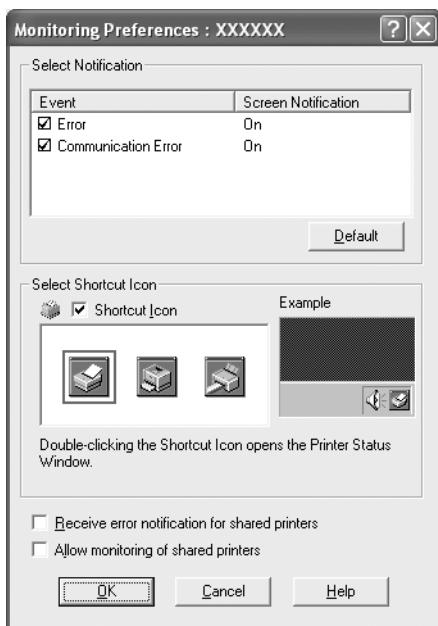 Monitoring Preferences : XXXXXX
Select Notification
Event Screen Notification
Error On
Communication Error On
Default
Select Shortcut Icon
Shortcut Icon
Example
Double-clicking the Shortcut Icon opens the Printer Status
Window.
Receive error notification for shared printers
Allow monitoring of shared printers
OK Cancel Help